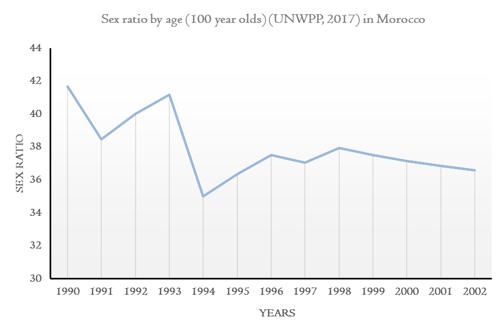 Sex ratio by age (100 year olds) (UNWPP, 2017) in Morocco
44
42
40
38
36
34
32
30
SEX RATIO
1990 1991 1992 1993 1994 1995 1996 1997 1998 1999 2000 2001 2002
YEARS